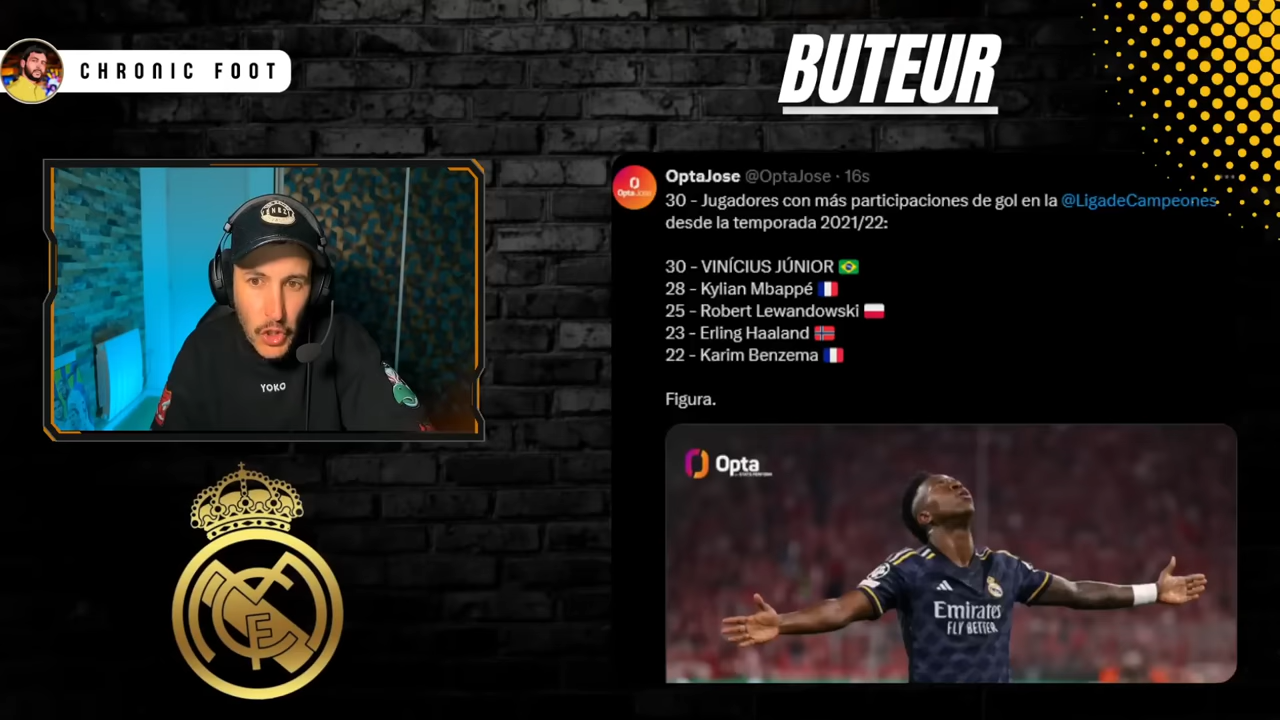 CHRONIC FOOT
BUTEUR
OptaJose @OptaJose · 16s
30 - Jugadores con más participaciones de gol en la @LigadeCampeones
desde la temporada 2021/22:
30 - VINÍCIUS JÚNIOR
28 - Kylian Mbappé
25 - Robert Lewandowski
23 - Erling Haaland
22 - Karim Benzema
Figura.
Opta
Emirates
FLY BETTER
YOKO